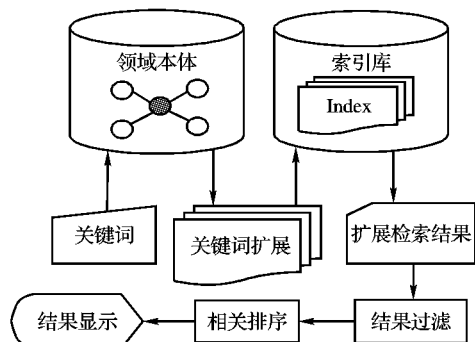 领域本体
索引库
Index
关键词
关键词扩展
扩展检索结果
结果显示
相关排序
结果过滤